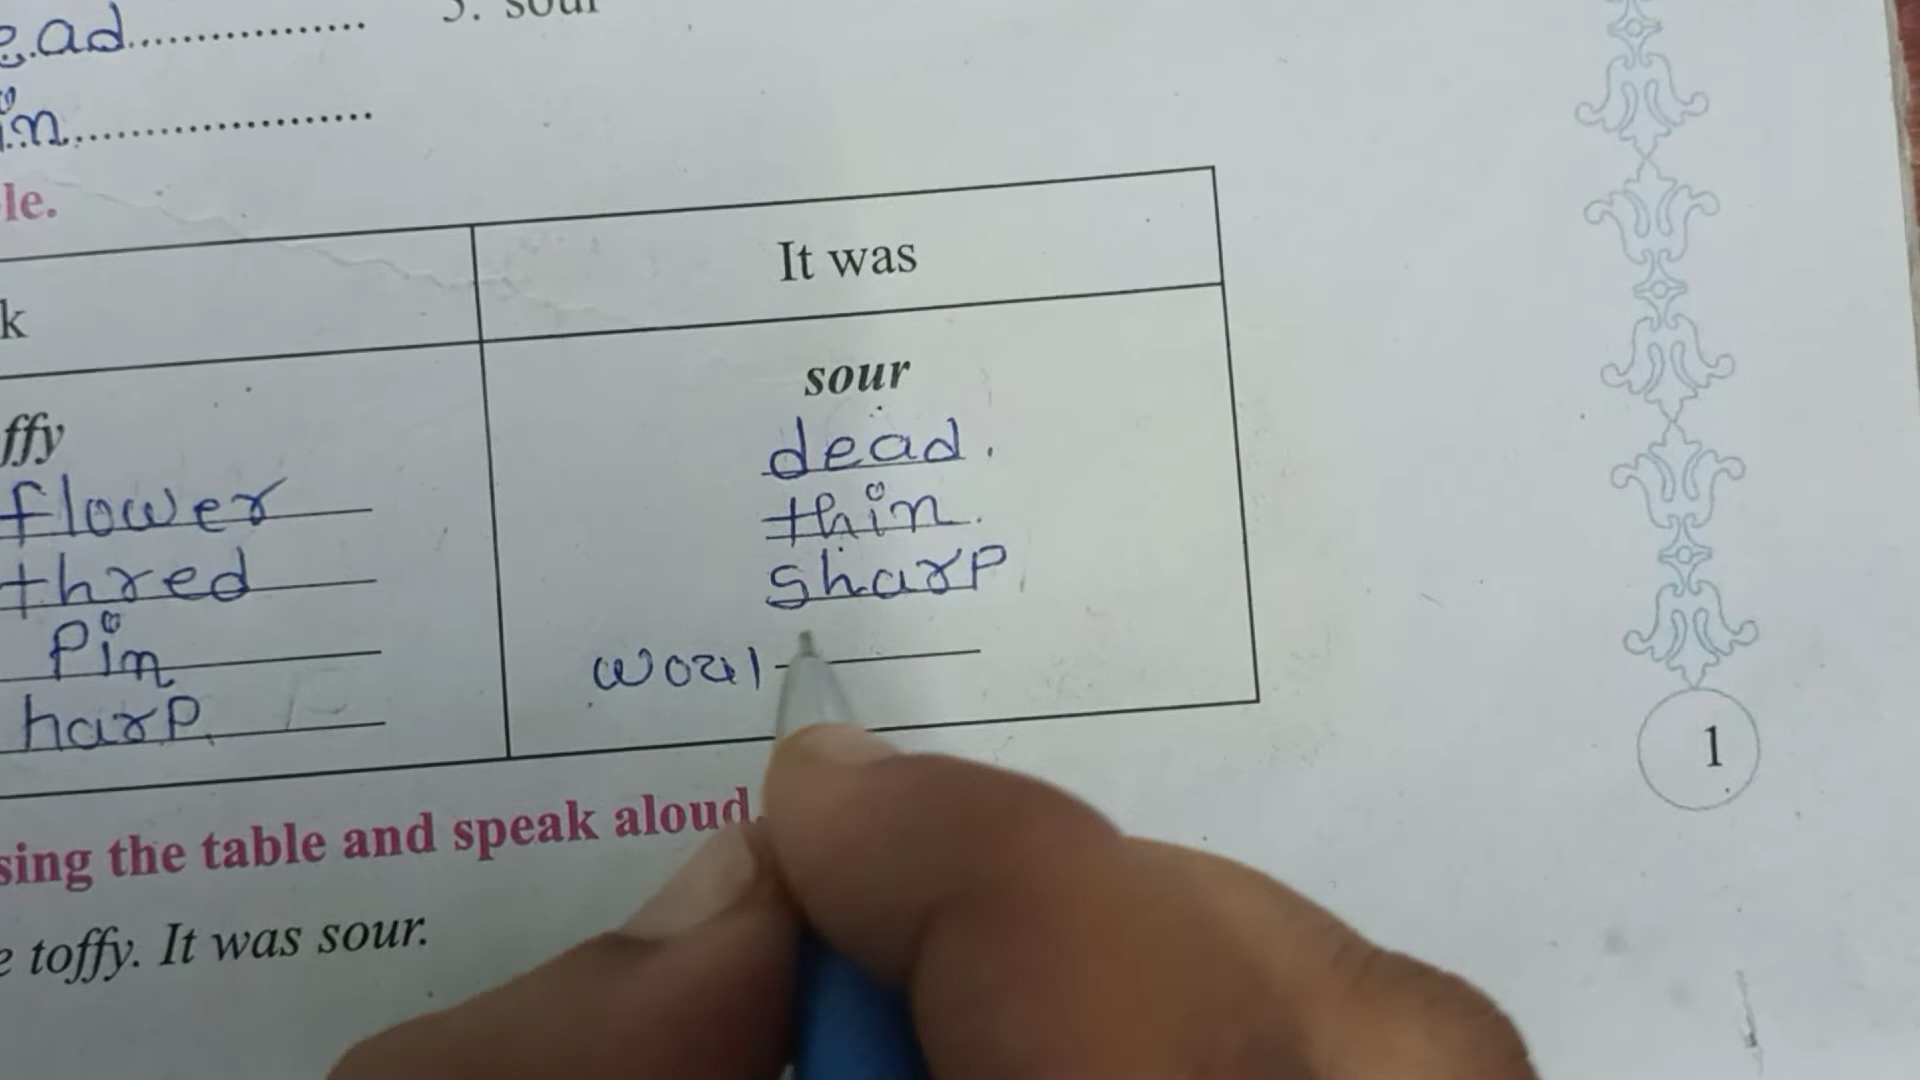 ead 5. sour
in
le.
k It was
ffy sour
flower dead.
thred thin.
Pin sharp
harp
sing the table and speak aloud.
e toffy. It was sour.
1